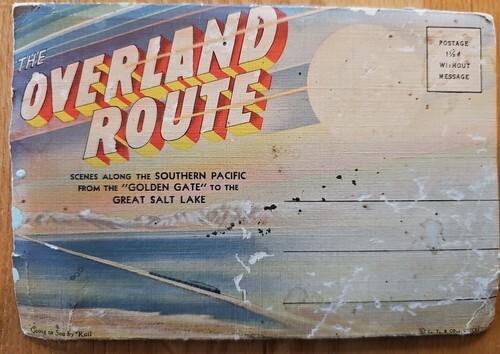 THE
OVERLAND
ROUTE
SCENES ALONG THE SOUTHERN PACIFIC
FROM THE "GOLDEN GATE" TO THE
GREAT SALT LAKE
POSTAGE
1½¢
WITHOUT
MESSAGE
Going to Sea by Rail